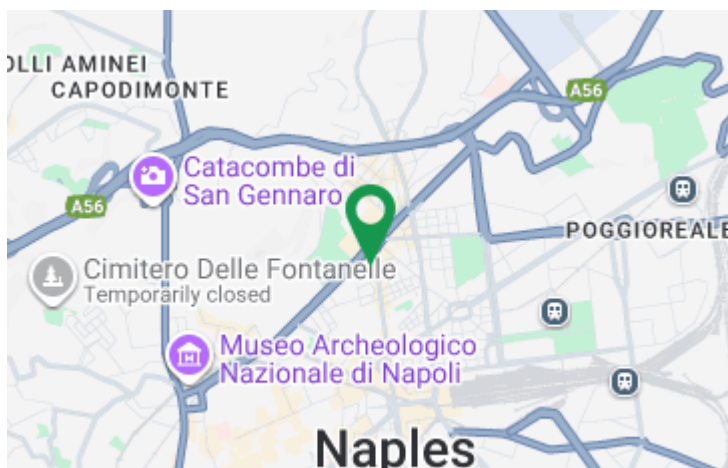 OLLI AMINEI
CAPODIMONTE
A56
Catacombe di
San Gennaro
A56
POGGIOREALE
Cimitero Delle Fontanelle
Temporarily closed
Museo Archeologico
Nazionale di Napoli
Naples